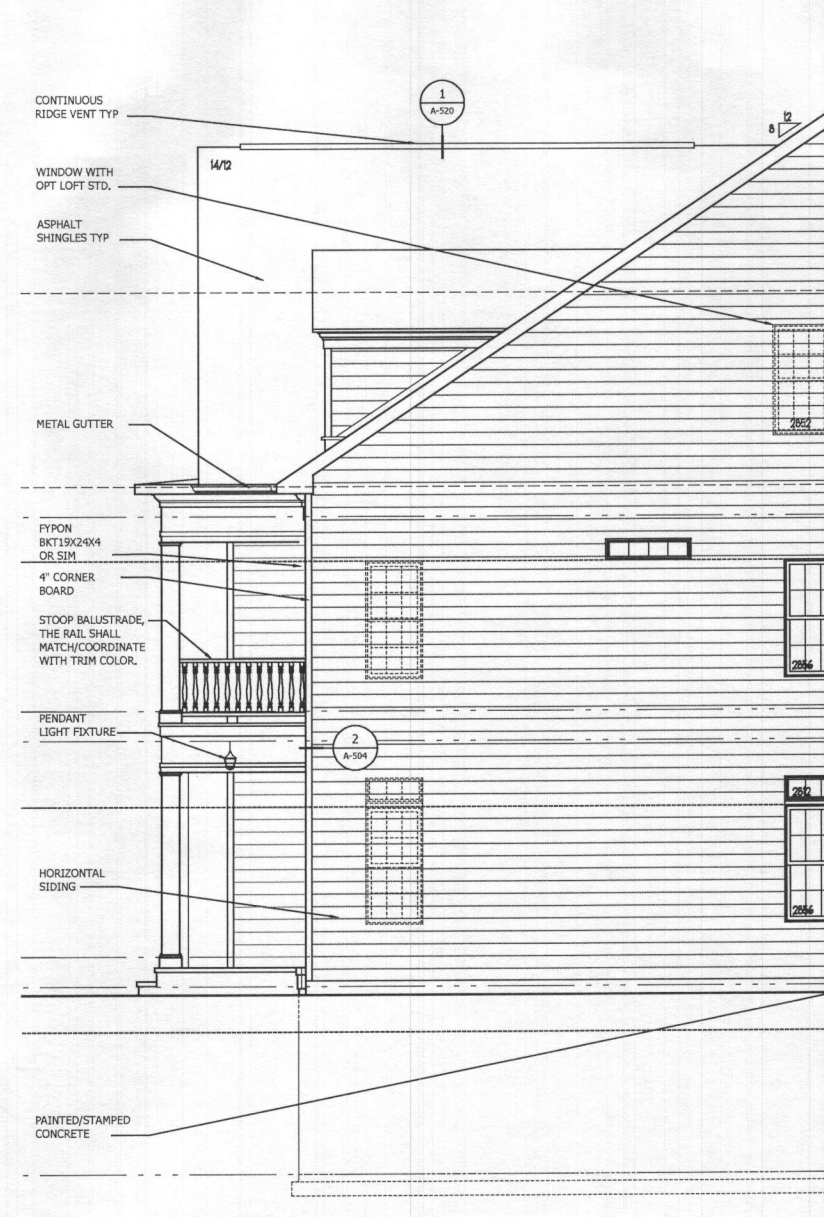 CONTINUOUS
RIDGE VENT TYP
1
A-520
12
8
14/12
WINDOW WITH
OPT LOFT STD.
ASPHALT
SHINGLES TYP
2852
METAL GUTTER
FYPON
BKT19X24X4
OR SIM
4" CORNER
BOARD
STOOP BALUSTRADE,
THE RAIL SHALL
MATCH/COORDINATE
WITH TRIM COLOR.
2856
PENDANT
LIGHT FIXTURE
2
A-504
2812
HORIZONTAL
SIDING
2856
PAINTED/STAMPED
CONCRETE